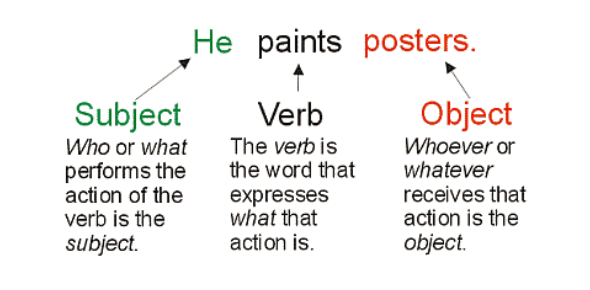 He paints posters.
Subject
Who or what
performs the
action of the
verb is the
subject.
Verb
The verb is
the word that
expresses
what that
action is.
Object
Whoever or
whatever
receives that
action is the
object.